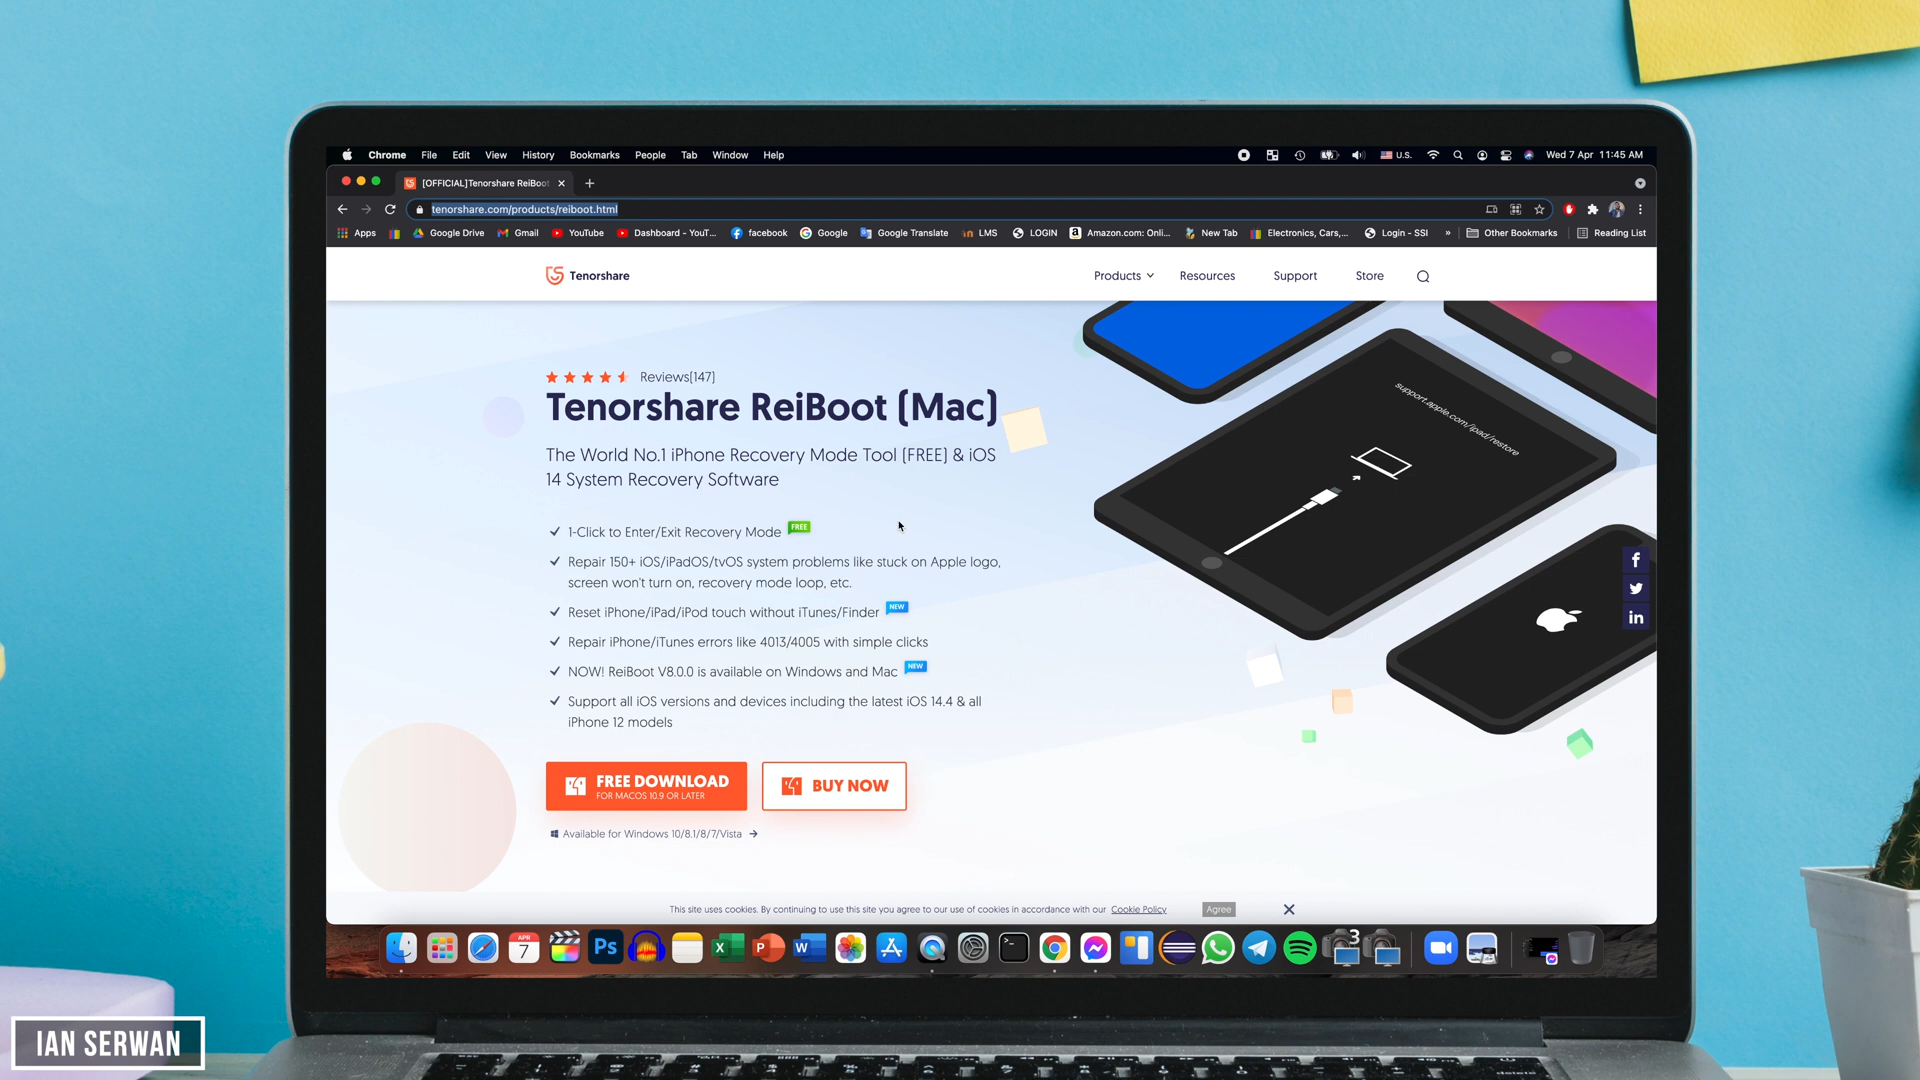 Chrome File Edit View History Bookmarks People Tab Window Help U.S. Wed 7 Apr 11:45 AM
[OFFICIAL]Tenorshare ReiBoot
tenorshare.com/products/reiboot.html
Apps Google Drive Gmail YouTube Dashboard - YouT... facebook Google Google Translate LMS LOGIN Amazon.com: Onli... New Tab Electronics, Cars,... Login - SSI » Other Bookmarks Reading List
Tenorshare Products Resources Support Store
Reviews(147)
support.apple.com/ipad/restore
Tenorshare ReiBoot (Mac)
The World No.1 iPhone Recovery Mode Tool (FREE) & iOS
14 System Recovery Software
1-Click to Enter/Exit Recovery Mode FREE
Repair 150+ iOS/iPadOS/tvOS system problems like stuck on Apple logo,
screen won't turn on, recovery mode loop, etc.
Reset iPhone/iPad/iPod touch without iTunes/Finder NEW
Repair iPhone/iTunes errors like 4013/4005 with simple clicks
NOW! ReiBoot V8.0.0 is available on Windows and Mac NEW
Support all iOS versions and devices including the latest iOS 14.4 & all
iPhone 12 models
FREE DOWNLOAD
FOR MACOS 10.9 OR LATER
BUY NOW
Available for Windows 10/8.1/8/7/Vista
This site uses cookies. By continuing to use this site you agree to our use of cookies in accordance with our Cookie Policy Agree
APR
7
Ps
X
P
W
3
IAN SERWAN